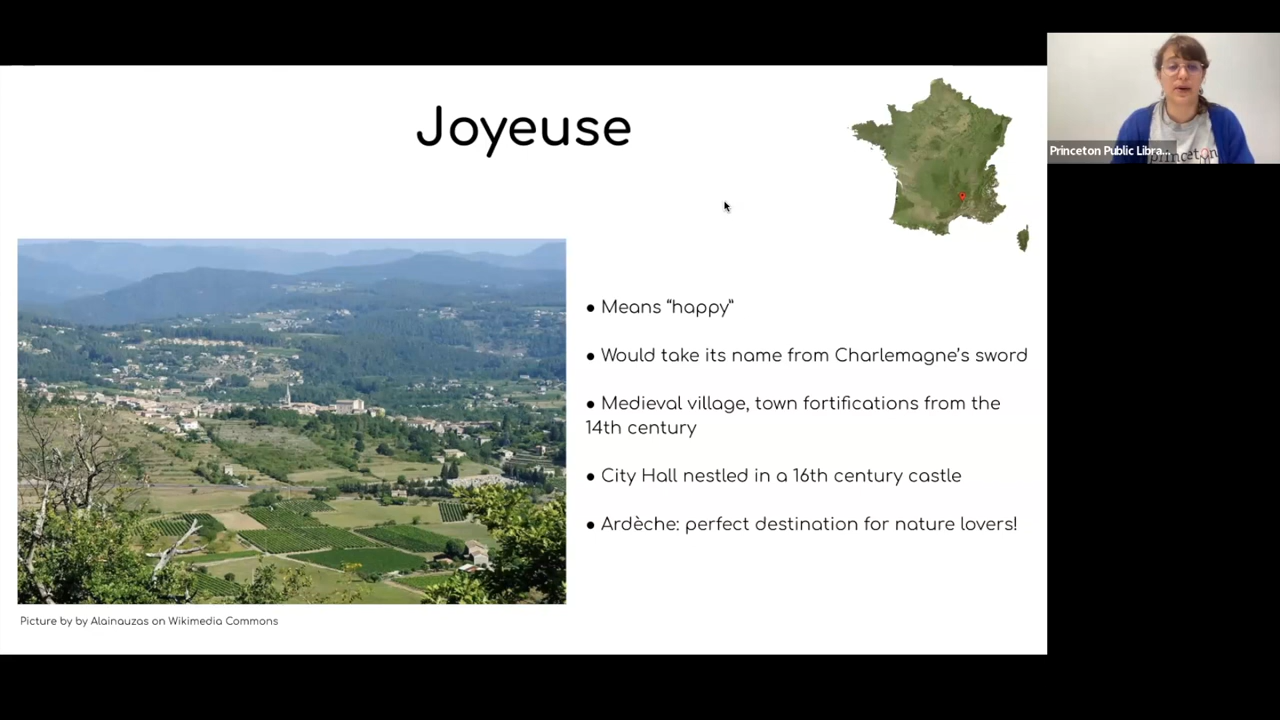 Joyeuse
● Means “happy”
● Would take its name from Charlemagne’s sword
● Medieval village, town fortifications from the
14th century
● City Hall nestled in a 16th century castle
● Ardèche: perfect destination for nature lovers!
Picture by by Alainauzas on Wikimedia Commons
princeton
Princeton Public Libra...